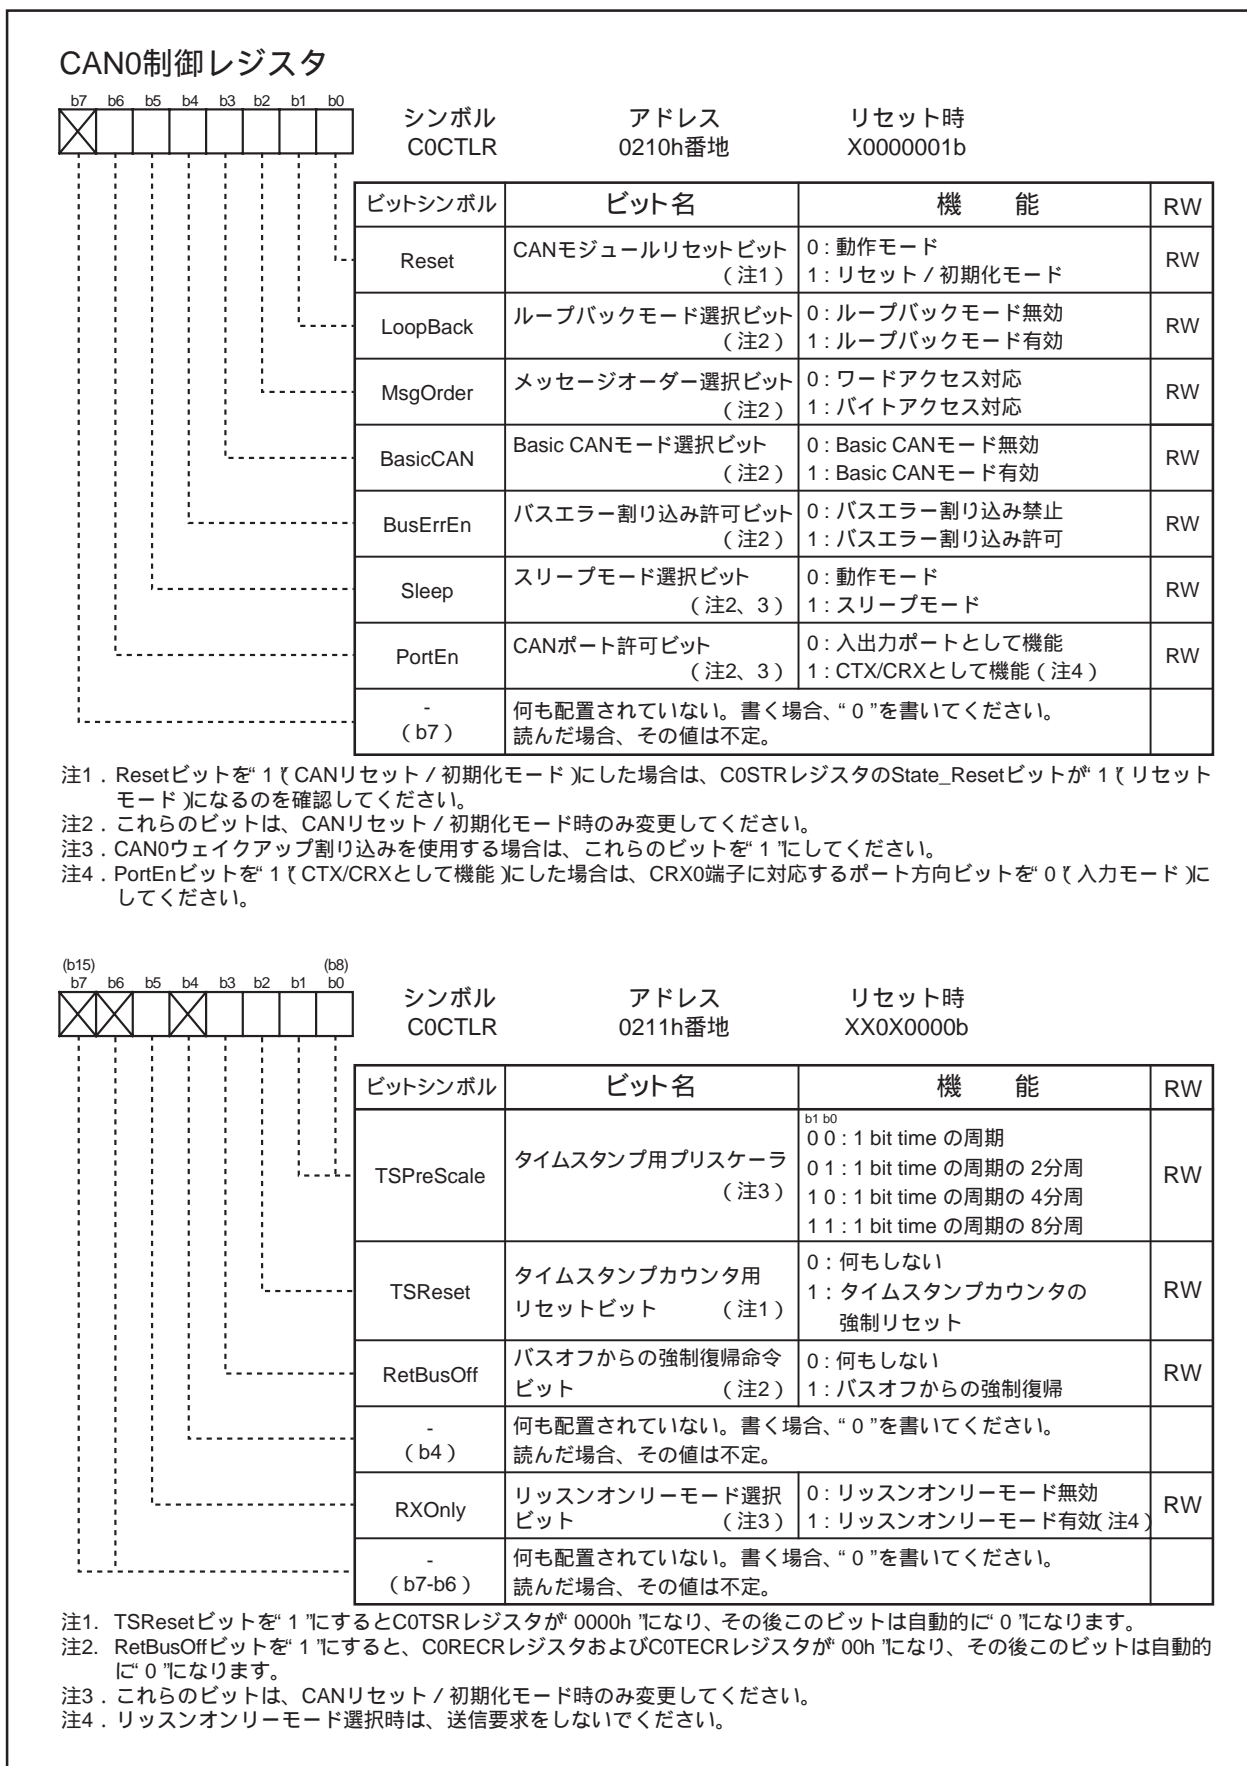 CAN0制御レジスタ
b7 b6 b5 b4 b3 b2 b1 b0
シンボル アドレス リセット時
C0CTLR 0210h番地 X0000001b
ビットシンボル ビット名 機 能 RW
Reset CANモジュールリセットビット 0 : 動作モード RW
(注1) 1 : リセット / 初期化モード
LoopBack ループバックモード選択ビット 0 : ループバックモード無効 RW
(注2) 1 : ループバックモード有効
MsgOrder メッセージオーダー選択ビット 0 : ワードアクセス対応 RW
(注2) 1 : バイトアクセス対応
BasicCAN Basic CANモード選択ビット 0 : Basic CANモード無効 RW
(注2) 1 : Basic CANモード有効
BusErrEn バスエラー割り込み許可ビット 0 : バスエラー割り込み禁止 RW
(注2) 1 : バスエラー割り込み許可
Sleep スリープモード選択ビット 0 : 動作モード RW
(注2、3) 1 : スリープモード
PortEn CANポート許可ビット 0 : 入出力ポートとして機能 RW
(注2、3) 1 : CTX/CRXとして機能(注4)
- 何も配置されていない。書く場合、“ 0 ”を書いてください。
(b7) 読んだ場合、その値は不定。
注1．Resetビットを“ 1 ”( CANリセット / 初期化モード )にした場合は、C0STRレジスタのState_Resetビットが“ 1 ”( リセット
モード )になるのを確認してください。
注2．これらのビットは、CANリセット / 初期化モード時のみ変更してください。
注3．CAN0ウェイクアップ割り込みを使用する場合は、これらのビットを“ 1 ”にしてください。
注4．PortEnビットを“ 1 ”( CTX/CRXとして機能 )にした場合は、CRX0端子に対応するポート方向ビットを“ 0 ”( 入力モード )に
してください。
(b15) (b8)
b7 b6 b5 b4 b3 b2 b1 b0
シンボル アドレス リセット時
C0CTLR 0211h番地 XX0X0000b
ビットシンボル ビット名 機 能 RW
b1 b0
0 0 : 1 bit time の周期
TSPreScale タイムスタンプ用プリスケーラ 0 1 : 1 bit time の周期の 2分周 RW
(注3) 1 0 : 1 bit time の周期の 4分周
1 1 : 1 bit time の周期の 8分周
TSReset タイムスタンプカウンタ用 0 : 何もしない RW
リセットビット (注1) 1 : タイムスタンプカウンタの
強制リセット
RetBusOff バスオフからの強制復帰命令 0 : 何もしない RW
ビット (注2) 1 : バスオフからの強制復帰
- 何も配置されていない。書く場合、“ 0 ”を書いてください。
(b4) 読んだ場合、その値は不定。
RXOnly リッスンオンリーモード選択 0 : リッスンオンリーモード無効 RW
ビット (注3) 1 : リッスンオンリーモード有効(注4)
- 何も配置されていない。書く場合、“ 0 ”を書いてください。
(b7-b6) 読んだ場合、その値は不定。
注1. TSResetビットを“ 1 ”にするとC0TSRレジスタが“ 0000h ”になり、その後このビットは自動的に“ 0 ”になります。
注2. RetBusOffビットを“ 1 ”にすると、C0RECRレジスタおよびC0TECRレジスタが“ 00h ”になり、その後このビットは自動的
に“ 0 ”になります。
注3．これらのビットは、CANリセット / 初期化モード時のみ変更してください。
注4．リッスンオンリーモード選択時は、送信要求をしないでください。